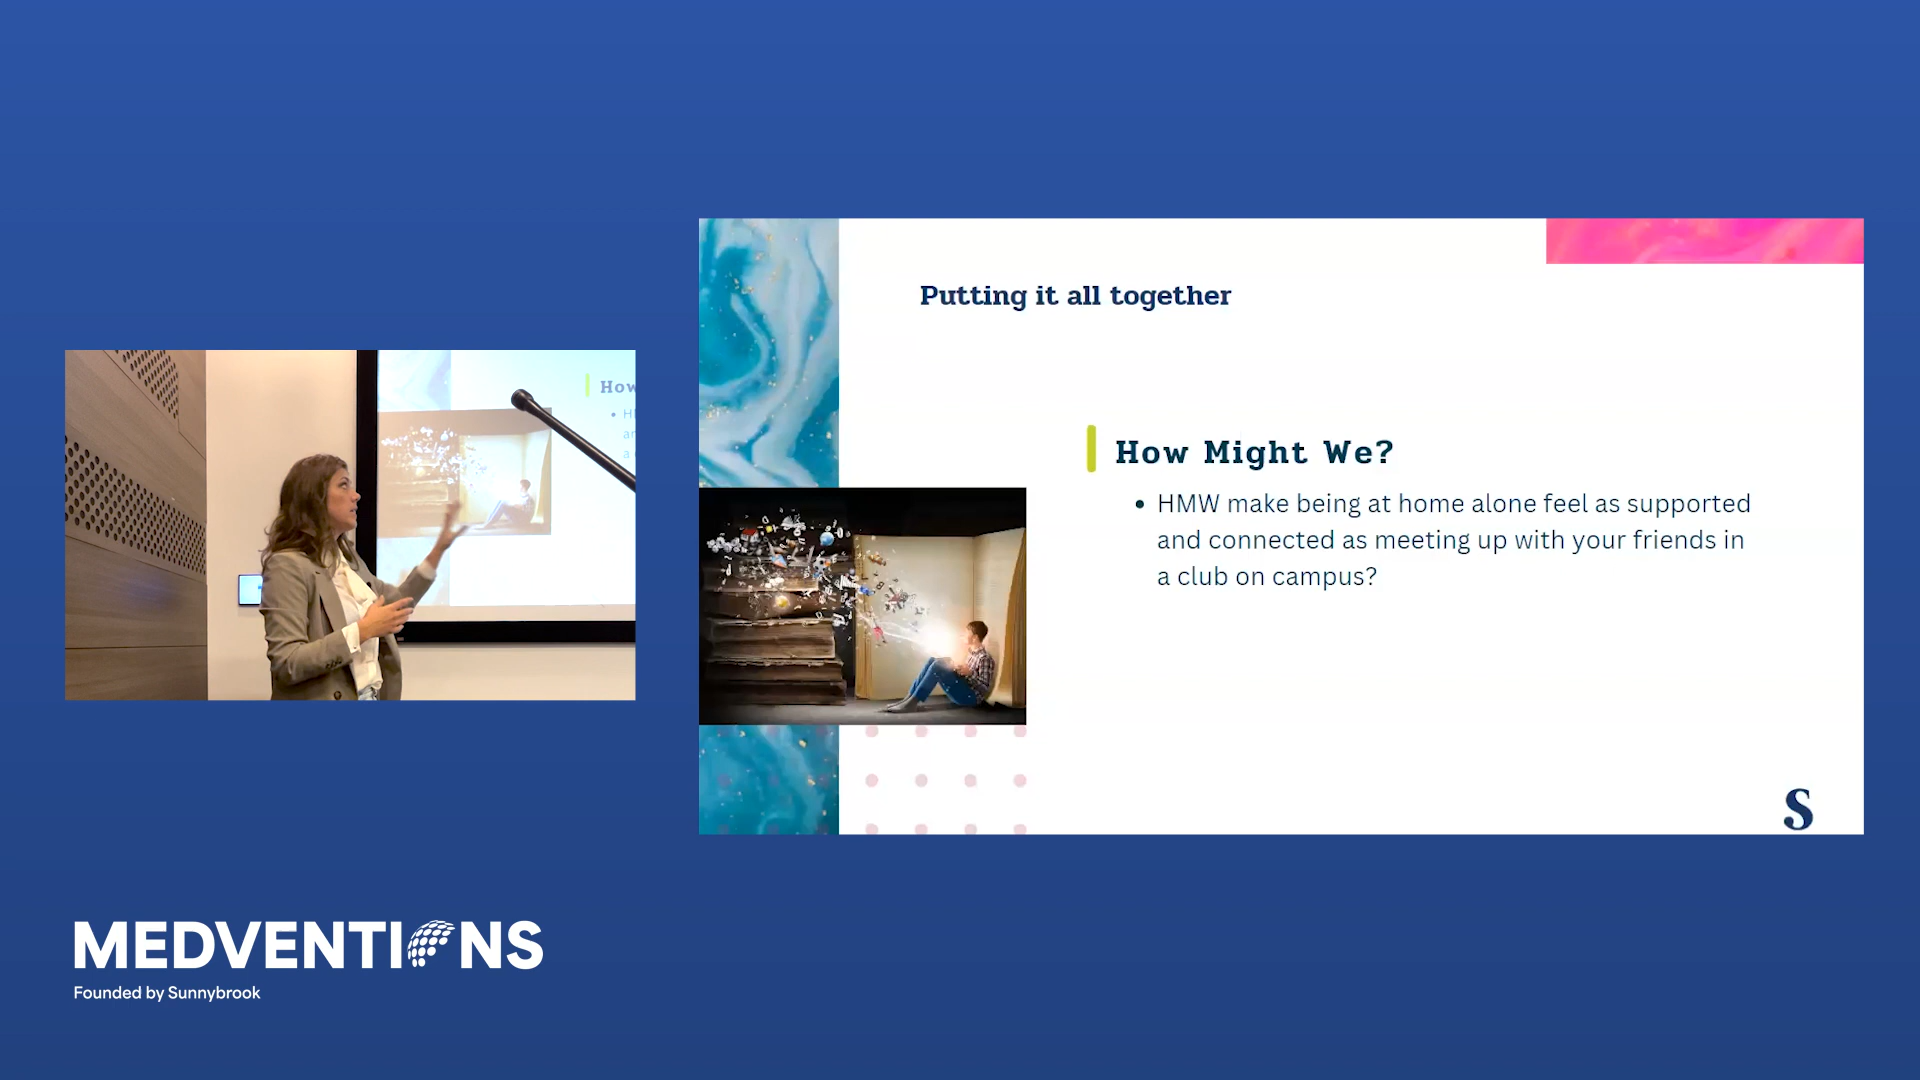 How
Putting it all together
How Might We?
• HMW make being at home alone feel as supported
and connected as meeting up with your friends in
a club on campus?
S
MEDVENTIONS
Founded by Sunnybrook